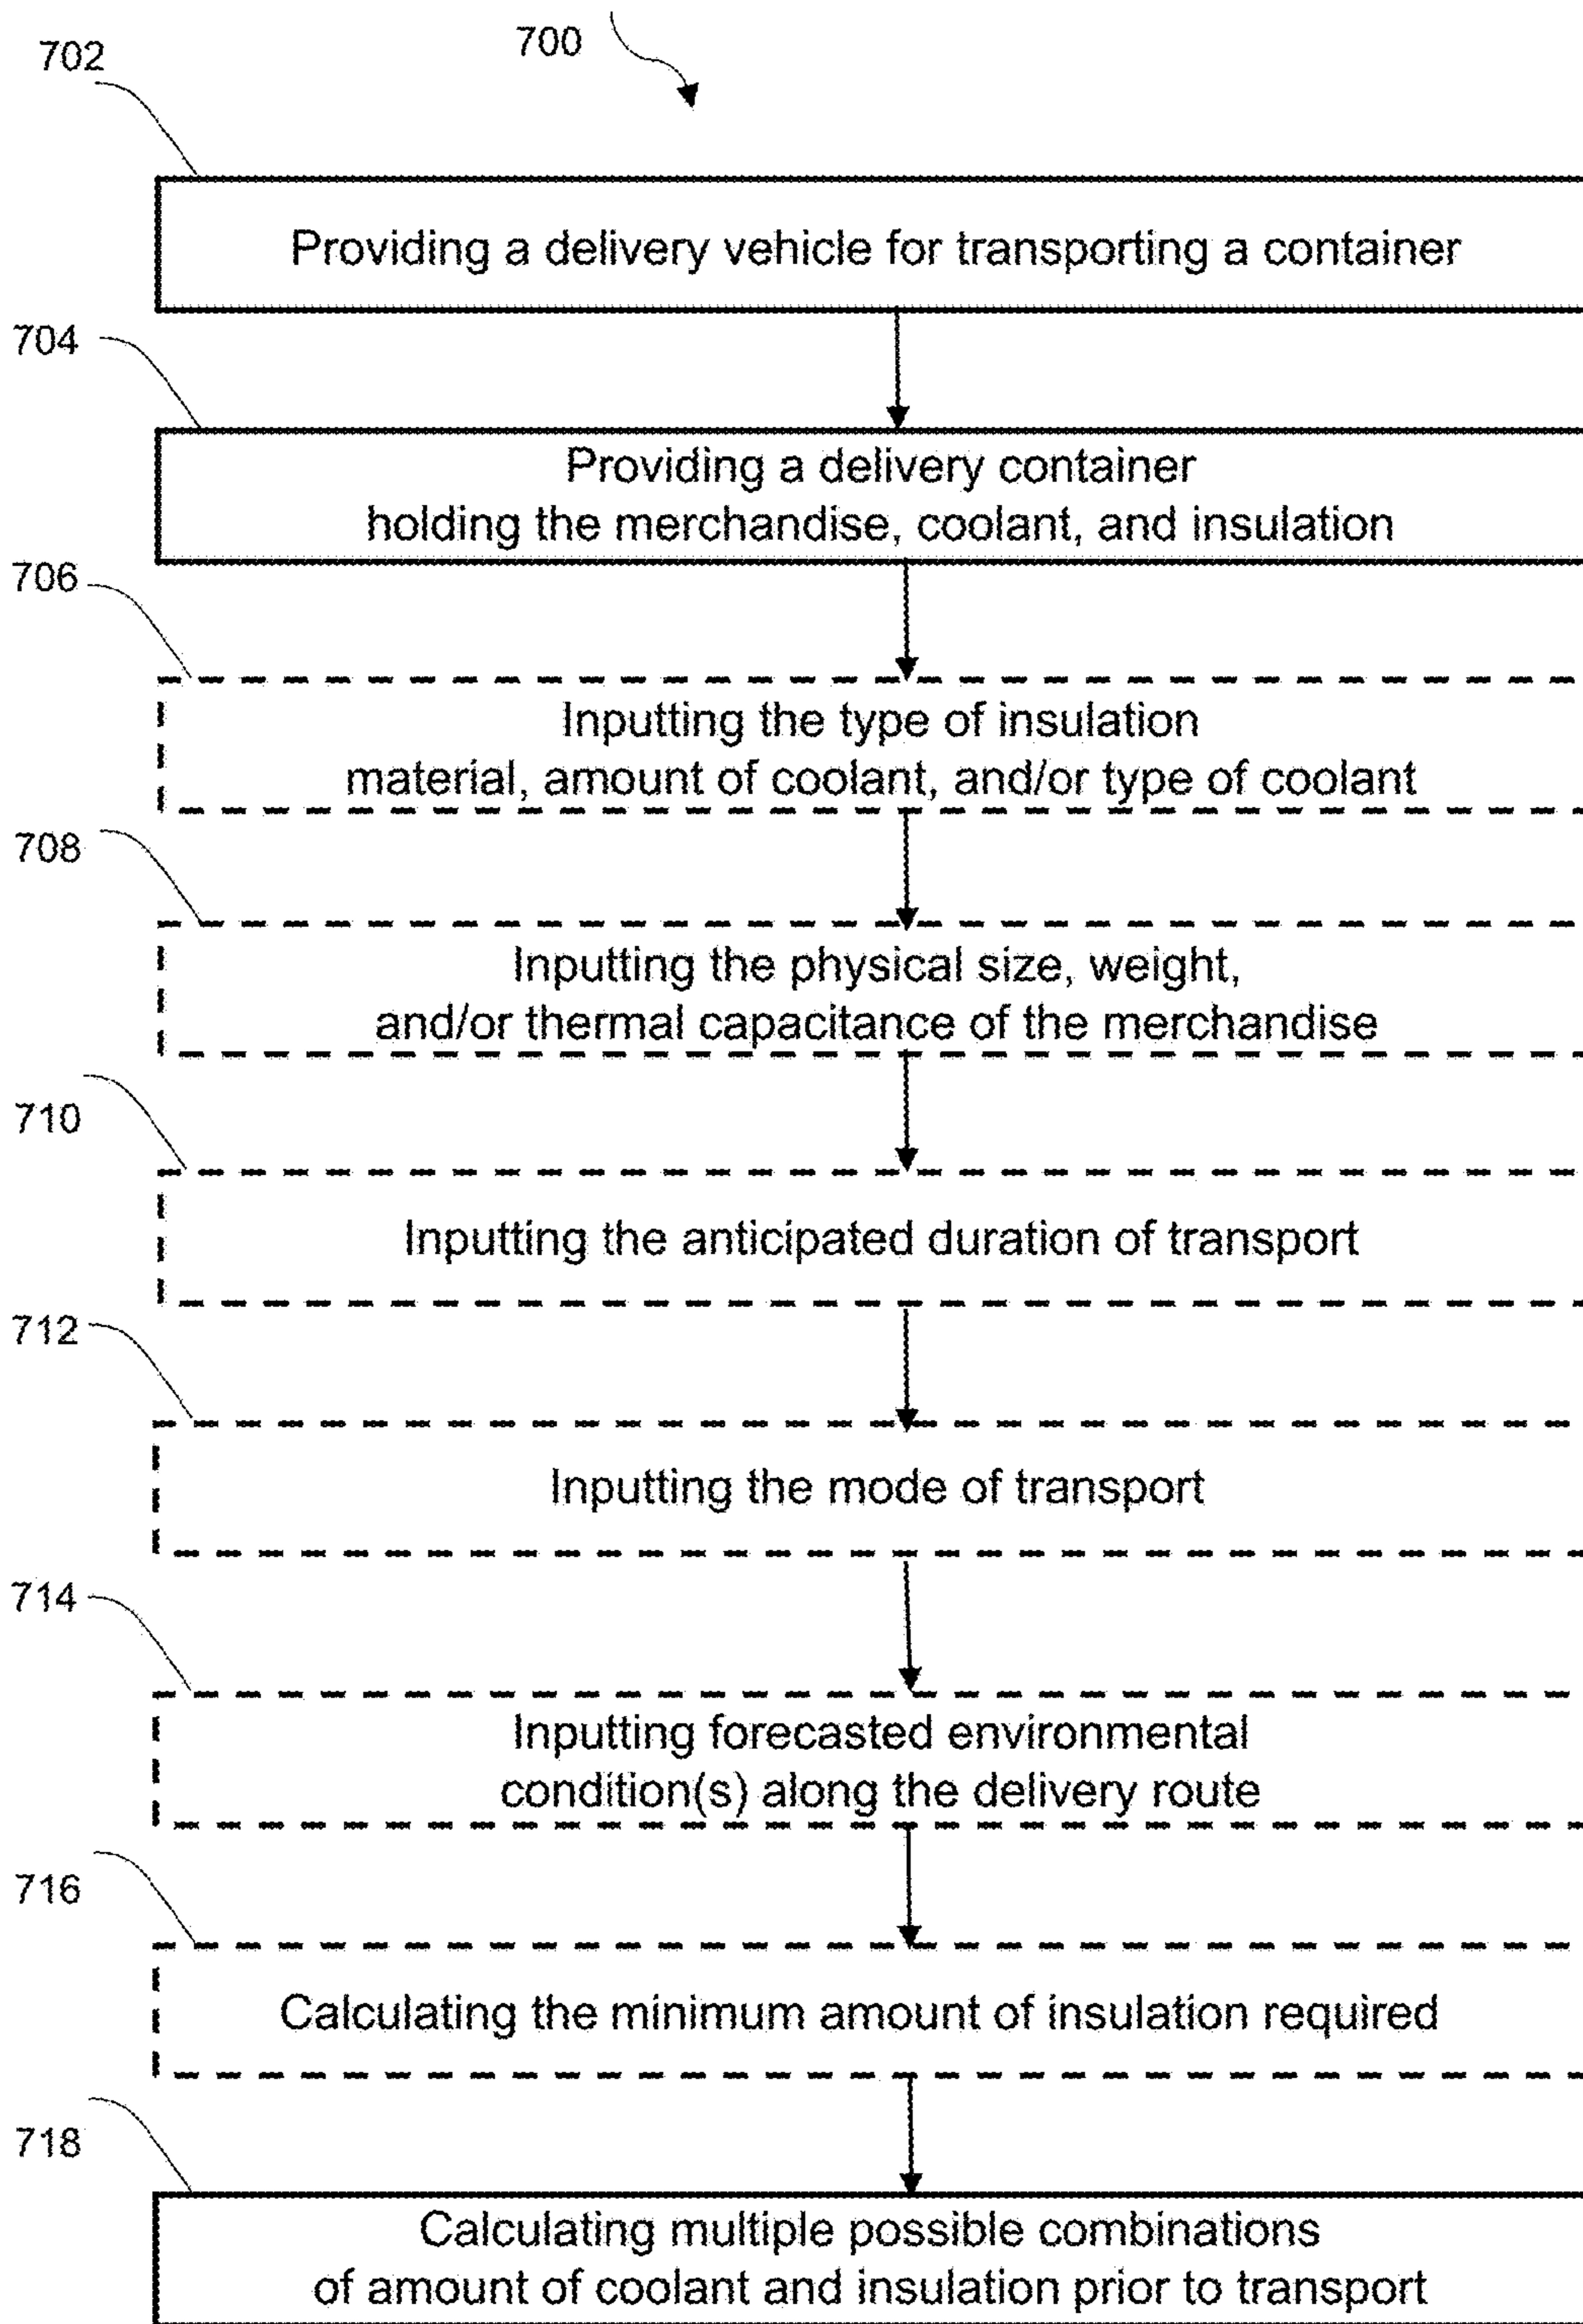 700
702
Providing a delivery vehicle for transporting a container
704
Providing a delivery container
holding the merchandise, coolant, and insulation
706
Inputting the type of insulation
material, amount of coolant, and/or type of coolant
708
Inputting the physical size, weight,
and/or thermal capacitance of the merchandise
710
Inputting the anticipated duration of transport
712
Inputting the mode of transport
714
Inputting forecasted environmental
condition(s) along the delivery route
716
Calculating the minimum amount of insulation required
718
Calculating multiple possible combinations
of amount of coolant and insulation prior to transport